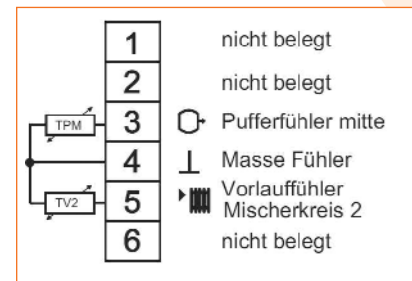 1 nicht belegt
2 nicht belegt
TPM 3 Pufferfühler mitte
4 Masse Fühler
TV2 5 Vorlauffühler
Mischerkreis 2
6 nicht belegt